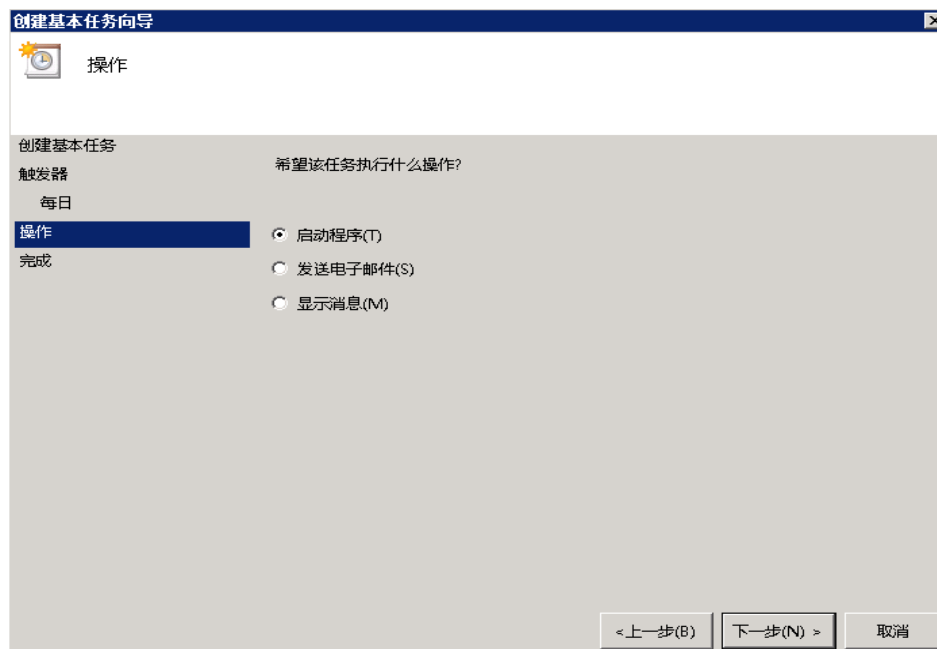 创建基本任务向导
操作
创建基本任务
触发器
每日
操作
完成
希望该任务执行什么操作?
启动程序(T)
发送电子邮件(S)
显示消息(M)
<上一步(B)
下一步(N) >
取消